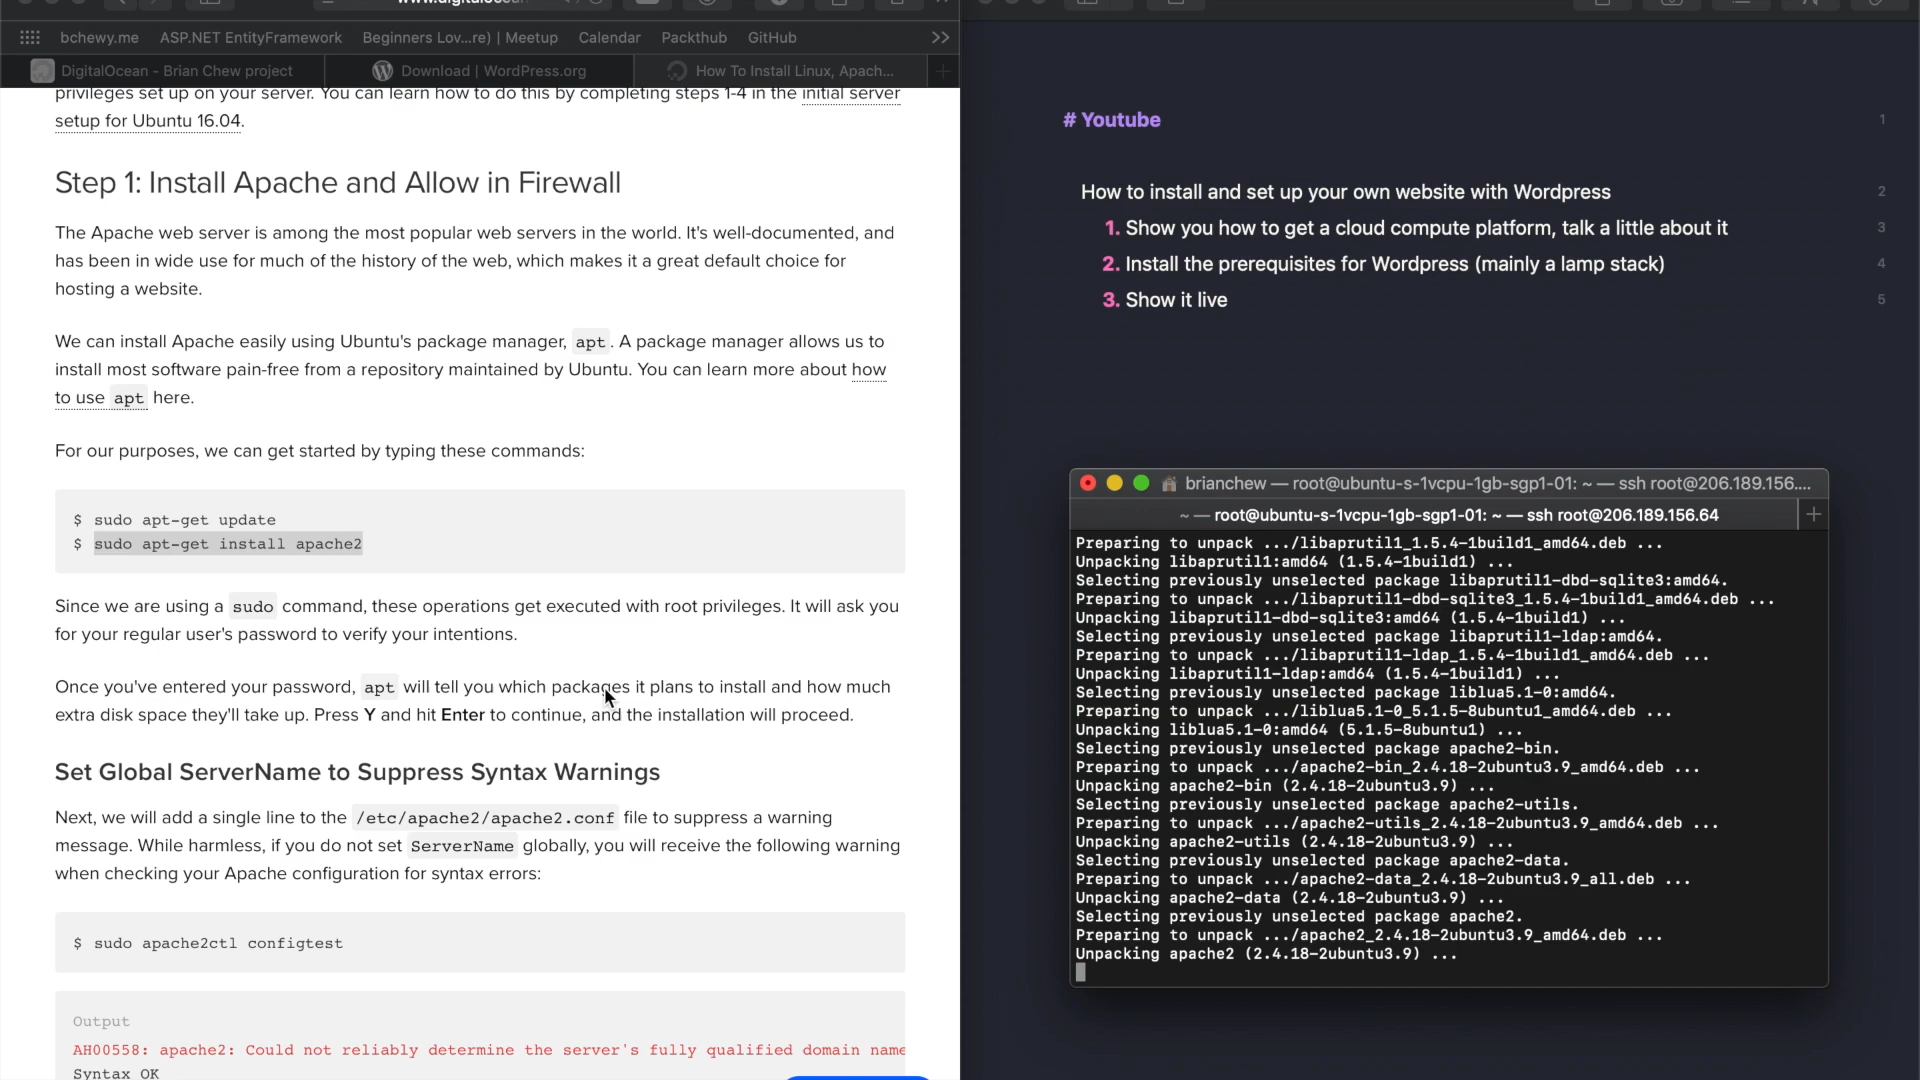 bchewy.me ASP.NET EntityFramework Beginners Lov...re) | Meetup Calendar Packthub GitHub >>
DigitalOcean - Brian Chew project Download | WordPress.org How To Install Linux, Apach...
privileges set up on your server. You can learn how to do this by completing steps 1-4 in the initial server
setup for Ubuntu 16.04.
Step 1: Install Apache and Allow in Firewall
The Apache web server is among the most popular web servers in the world. It's well-documented, and
has been in wide use for much of the history of the web, which makes it a great default choice for
hosting a website.
We can install Apache easily using Ubuntu's package manager, apt. A package manager allows us to
install most software pain-free from a repository maintained by Ubuntu. You can learn more about how
to use apt here.
For our purposes, we can get started by typing these commands:
$ sudo apt-get update
$ sudo apt-get install apache2
Since we are using a sudo command, these operations get executed with root privileges. It will ask you
for your regular user's password to verify your intentions.
Once you've entered your password, apt will tell you which packages it plans to install and how much
extra disk space they'll take up. Press Y and hit Enter to continue, and the installation will proceed.
Set Global ServerName to Suppress Syntax Warnings
Next, we will add a single line to the /etc/apache2/apache2.conf file to suppress a warning
message. While harmless, if you do not set ServerName globally, you will receive the following warning
when checking your Apache configuration for syntax errors:
$ sudo apache2ctl configtest
Output
AH00558: apache2: Could not reliably determine the server's fully qualified domain name
Syntax OK
# Youtube 1
How to install and set up your own website with Wordpress 2
1. Show you how to get a cloud compute platform, talk a little about it 3
2. Install the prerequisites for Wordpress (mainly a lamp stack) 4
3. Show it live 5
brianchew — root@ubuntu-s-1vcpu-1gb-sgp1-01: ~ — ssh root@206.189.156....
~ — root@ubuntu-s-1vcpu-1gb-sgp1-01: ~ — ssh root@206.189.156.64
Preparing to unpack .../libaprutil1_1.5.4-1build1_amd64.deb ...
Unpacking libaprutil1:amd64 (1.5.4-1build1) ...
Selecting previously unselected package libaprutil1-dbd-sqlite3:amd64.
Preparing to unpack .../libaprutil1-dbd-sqlite3_1.5.4-1build1_amd64.deb ...
Unpacking libaprutil1-dbd-sqlite3:amd64 (1.5.4-1build1) ...
Selecting previously unselected package libaprutil1-ldap:amd64.
Preparing to unpack .../libaprutil1-ldap_1.5.4-1build1_amd64.deb ...
Unpacking libaprutil1-ldap:amd64 (1.5.4-1build1) ...
Selecting previously unselected package liblua5.1-0:amd64.
Preparing to unpack .../liblua5.1-0_5.1.5-8ubuntu1_amd64.deb ...
Unpacking liblua5.1-0:amd64 (5.1.5-8ubuntu1) ...
Selecting previously unselected package apache2-bin.
Preparing to unpack .../apache2-bin_2.4.18-2ubuntu3.9_amd64.deb ...
Unpacking apache2-bin (2.4.18-2ubuntu3.9) ...
Selecting previously unselected package apache2-utils.
Preparing to unpack .../apache2-utils_2.4.18-2ubuntu3.9_amd64.deb ...
Unpacking apache2-utils (2.4.18-2ubuntu3.9) ...
Selecting previously unselected package apache2-data.
Preparing to unpack .../apache2-data_2.4.18-2ubuntu3.9_all.deb ...
Unpacking apache2-data (2.4.18-2ubuntu3.9) ...
Selecting previously unselected package apache2.
Preparing to unpack .../apache2_2.4.18-2ubuntu3.9_amd64.deb ...
Unpacking apache2 (2.4.18-2ubuntu3.9) ...